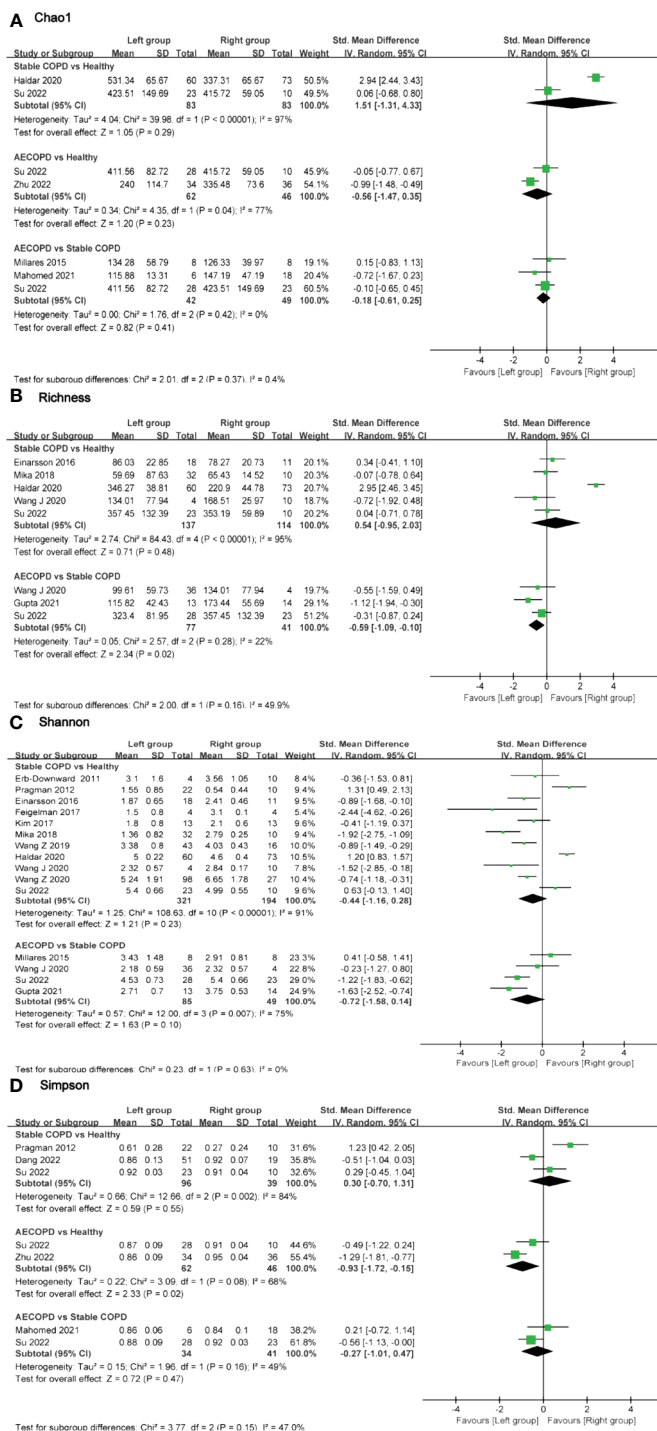 A Chao1
Left group Right group Std. Mean Difference Std. Mean Difference
Study or Subgroup Mean SD Total Mean SD Total Weight IV. Random. 95% CI IV. Random. 95% CI
Stable COPD vs Healthy
Haldar 2020 531.34 65.67 60 337.31 65.67 73 50.5% 2.94 [2.44, 3.43]
Su 2022 423.51 149.69 23 415.72 59.05 10 49.5% 0.06 [-0.68, 0.80]
Subtotal (95% CI) 83 83 100.0% 1.51 [-1.31, 4.33]
Heterogeneity: Tau² = 4.04; Chi² = 39.98, df = 1 (P < 0.00001); I² = 97%
Test for overall effect: Z = 1.05 (P = 0.29)
AECOPD vs Healthy
Su 2022 411.56 82.72 28 415.72 59.05 10 45.9% -0.05 [-0.77, 0.67]
Zhu 2022 240 114.7 34 335.48 73.6 36 54.1% -0.99 [-1.48, -0.49]
Subtotal (95% CI) 62 46 100.0% -0.56 [-1.47, 0.35]
Heterogeneity: Tau² = 0.34; Chi² = 4.35, df = 1 (P = 0.04); I² = 77%
Test for overall effect: Z = 1.20 (P = 0.23)
AECOPD vs Stable COPD
Millares 2015 134.28 58.79 8 126.33 39.97 8 19.1% 0.15 [-0.83, 1.13]
Mahomed 2021 115.88 13.31 6 147.19 47.19 18 20.4% -0.72 [-1.67, 0.23]
Su 2022 411.56 82.72 28 423.51 149.69 23 60.5% -0.10 [-0.65, 0.45]
Subtotal (95% CI) 42 49 100.0% -0.18 [-0.61, 0.25]
Heterogeneity: Tau² = 0.00; Chi² = 1.76, df = 2 (P = 0.42); I² = 0%
Test for overall effect: Z = 0.82 (P = 0.41)
-4 -2 0 2 4
Favours [Left group] Favours [Right group]
Test for subgroup differences: Chi² = 2.01, df = 2 (P = 0.37), I² = 0.4%
B Richness
Left group Right group Std. Mean Difference Std. Mean Difference
Study or Subgroup Mean SD Total Mean SD Total Weight IV. Random. 95% CI IV. Random. 95% CI
Stable COPD vs Healthy
Einarsson 2016 86.03 22.85 18 78.27 20.73 11 20.1% 0.34 [-0.41, 1.10]
Mika 2018 59.69 87.63 32 65.43 14.52 10 20.4% -0.07 [-0.78, 0.64]
Haldar 2020 346.27 38.81 60 220.9 44.78 73 20.9% 2.95 [2.46, 3.45]
Wang J 2020 134.01 77.94 4 168.51 25.97 10 18.4% -0.72 [-1.92, 0.48]
Su 2022 357.45 132.39 23 353.19 59.89 10 20.2% 0.04 [-0.71, 0.78]
Subtotal (95% CI) 137 114 100.0% 0.54 [-0.95, 2.03]
Heterogeneity: Tau² = 2.74; Chi² = 84.43, df = 4 (P < 0.00001); I² = 95%
Test for overall effect: Z = 0.71 (P = 0.48)
AECOPD vs Stable COPD
Wang J 2020 99.61 59.73 36 134.01 77.94 4 19.7% -0.55 [-1.59, 0.49]
Gupta 2021 115.82 42.43 13 173.44 55.69 14 29.1% -1.12 [-1.94, -0.30]
Su 2022 323.4 81.95 28 357.45 132.39 23 51.2% -0.31 [-0.87, 0.24]
Subtotal (95% CI) 77 41 100.0% -0.59 [-1.09, -0.10]
Heterogeneity: Tau² = 0.05; Chi² = 2.57, df = 2 (P = 0.28); I² = 22%
Test for overall effect: Z = 2.34 (P = 0.02)
-4 -2 0 2 4
Favours [Left group] Favours [Right group]
Test for subgroup differences: Chi² = 2.00, df = 1 (P = 0.16), I² = 49.9%
C Shannon
Left group Right group Std. Mean Difference Std. Mean Difference
Study or Subgroup Mean SD Total Mean SD Total Weight IV. Random. 95% CI IV. Random. 95% CI
Stable COPD vs Healthy
Erb-Downward 2011 3.1 1.6 4 3.56 1.05 10 8.4% -0.36 [-1.53, 0.81]
Pragman 2012 1.55 0.85 22 0.54 0.44 10 9.4% 1.31 [0.49, 2.13]
Einarsson 2016 1.87 0.65 18 2.41 0.46 11 9.5% -0.89 [-1.68, -0.10]
Feigelman 2017 1.5 0.8 4 3.1 0.1 4 5.4% -2.44 [-4.62, -0.26]
Kim 2017 1.8 0.8 13 2.1 0.6 13 9.5% -0.41 [-1.19, 0.37]
Mika 2018 1.36 0.82 32 2.79 0.25 10 9.4% -1.92 [-2.75, -1.09]
Wang Z 2019 3.38 0.8 43 4.03 0.45 16 9.9% -0.89 [-1.49, -0.29]
Haldar 2020 5 0.22 60 4.6 0.4 73 10.3% 1.20 [0.83, 1.57]
Wang J 2020 2.32 0.57 4 2.84 0.17 10 7.9% -1.52 [-2.85, -0.18]
Wang Z 2020 5.24 1.91 98 6.65 1.78 27 10.2% -0.74 [-1.18, -0.31]
Su 2022 5.4 0.66 23 4.99 0.55 10 9.6% 0.63 [-0.13, 1.40]
Subtotal (95% CI) 321 194 100.0% -0.44 [-1.16, 0.28]
Heterogeneity: Tau² = 1.25; Chi² = 108.63, df = 10 (P < 0.00001); I² = 91%
Test for overall effect: Z = 1.21 (P = 0.23)
AECOPD vs Stable COPD
Millares 2015 3.43 1.48 8 2.91 0.81 8 23.2% 0.41 [-0.58, 1.41]
Wang J 2020 2.18 0.59 36 2.32 0.57 4 22.8% -0.23 [-1.27, 0.80]
Su 2022 4.53 0.73 28 5.4 0.66 23 29.0% -1.22 [-1.83, -0.62]
Gupta 2021 2.71 0.7 13 3.75 0.53 14 24.9% -1.63 [-2.52, -0.74]
Subtotal (95% CI) 85 49 100.0% -0.72 [-1.58, 0.14]
Heterogeneity: Tau² = 0.57; Chi² = 12.00, df = 3 (P = 0.007); I² = 75%
Test for overall effect: Z = 1.63 (P = 0.10)
-4 -2 0 2 4
Favours [Left group] Favours [Right group]
Test for subgroup differences: Chi² = 0.23, df = 1 (P = 0.63), I² = 0%
D Simpson
Left group Right group Std. Mean Difference Std. Mean Difference
Study or Subgroup Mean SD Total Mean SD Total Weight IV. Random. 95% CI IV. Random. 95% CI
Stable COPD vs Healthy
Pragman 2012 0.61 0.28 22 0.27 0.24 10 31.6% 1.23 [0.42, 2.05]
Dang 2022 0.86 0.13 51 0.92 0.07 19 35.8% -0.51 [-1.04, 0.03]
Su 2022 0.92 0.03 23 0.91 0.04 10 32.6% 0.29 [-0.45, 1.04]
Subtotal (95% CI) 96 39 100.0% 0.30 [-0.70, 1.31]
Heterogeneity: Tau² = 0.66; Chi² = 12.66, df = 2 (P = 0.002); I² = 84%
Test for overall effect: Z = 0.59 (P = 0.55)
AECOPD vs Healthy
Su 2022 0.87 0.09 28 0.91 0.04 10 44.6% -0.49 [-1.22, 0.24]
Zhu 2022 0.86 0.09 34 0.95 0.04 36 55.4% -1.29 [-1.81, -0.77]
Subtotal (95% CI) 62 46 100.0% -0.93 [-1.72, -0.15]
Heterogeneity: Tau² = 0.22; Chi² = 3.09, df = 1 (P = 0.08); I² = 68%
Test for overall effect: Z = 2.33 (P = 0.02)
AECOPD vs Stable COPD
Mahomed 2021 0.86 0.06 6 0.84 0.1 18 38.2% 0.21 [-0.72, 1.14]
Su 2022 0.88 0.09 28 0.92 0.03 23 61.8% -0.56 [-1.13, -0.00]
Subtotal (95% CI) 34 41 100.0% -0.27 [-1.01, 0.47]
Heterogeneity: Tau² = 0.15; Chi² = 1.96, df = 1 (P = 0.16); I² = 49%
Test for overall effect: Z = 0.72 (P = 0.47)
-4 -2 0 2 4
Favours [Left group] Favours [Right group]
Test for subgroup differences: Chi² = 3.77, df = 2 (P = 0.15), I² = 47.0%